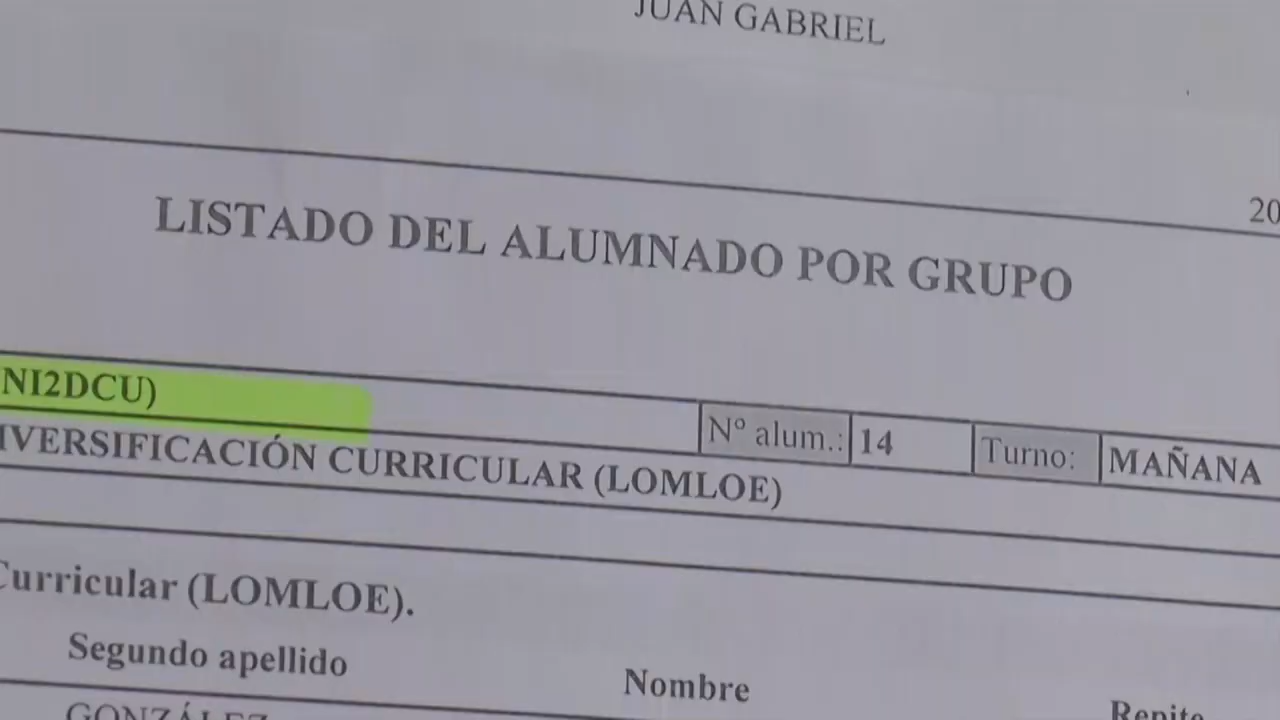 JUAN GABRIEL
20
LISTADO DEL ALUMNADO POR GRUPO
NI2DCU)
Nº alum.: 14 Turno: MAÑANA
IVERSIFICACIÓN CURRICULAR (LOMLOE)
Curricular (LOMLOE).
Segundo apellido Nombre Repite
GONZÁLEZ